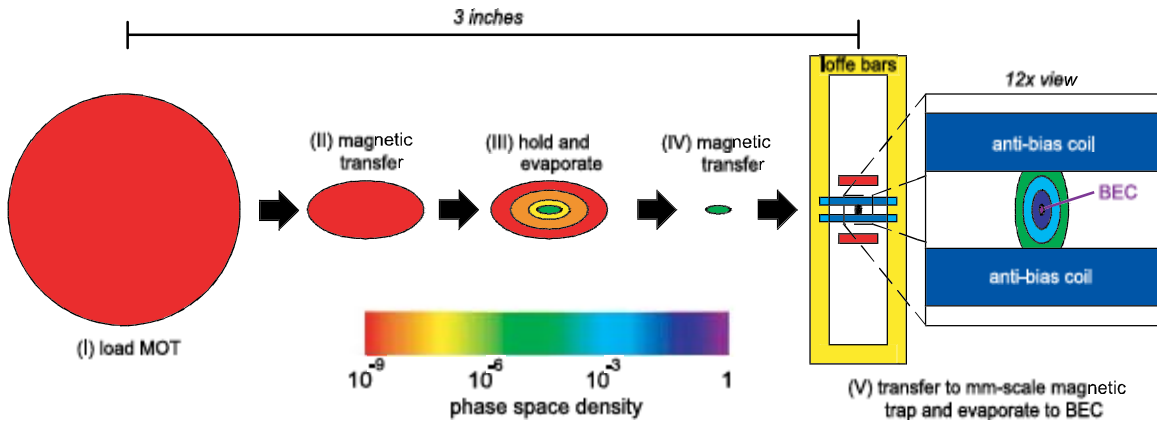 3 inches
Ioffe bars
12x view
(II) magnetic
transfer
(III) hold and
evaporate
(IV) magnetic
transfer
anti-bias coil
BEC
anti-bias coil
(I) load MOT
10-9
10-6
10-3
1
phase space density
(V) transfer to mm-scale magnetic
trap and evaporate to BEC